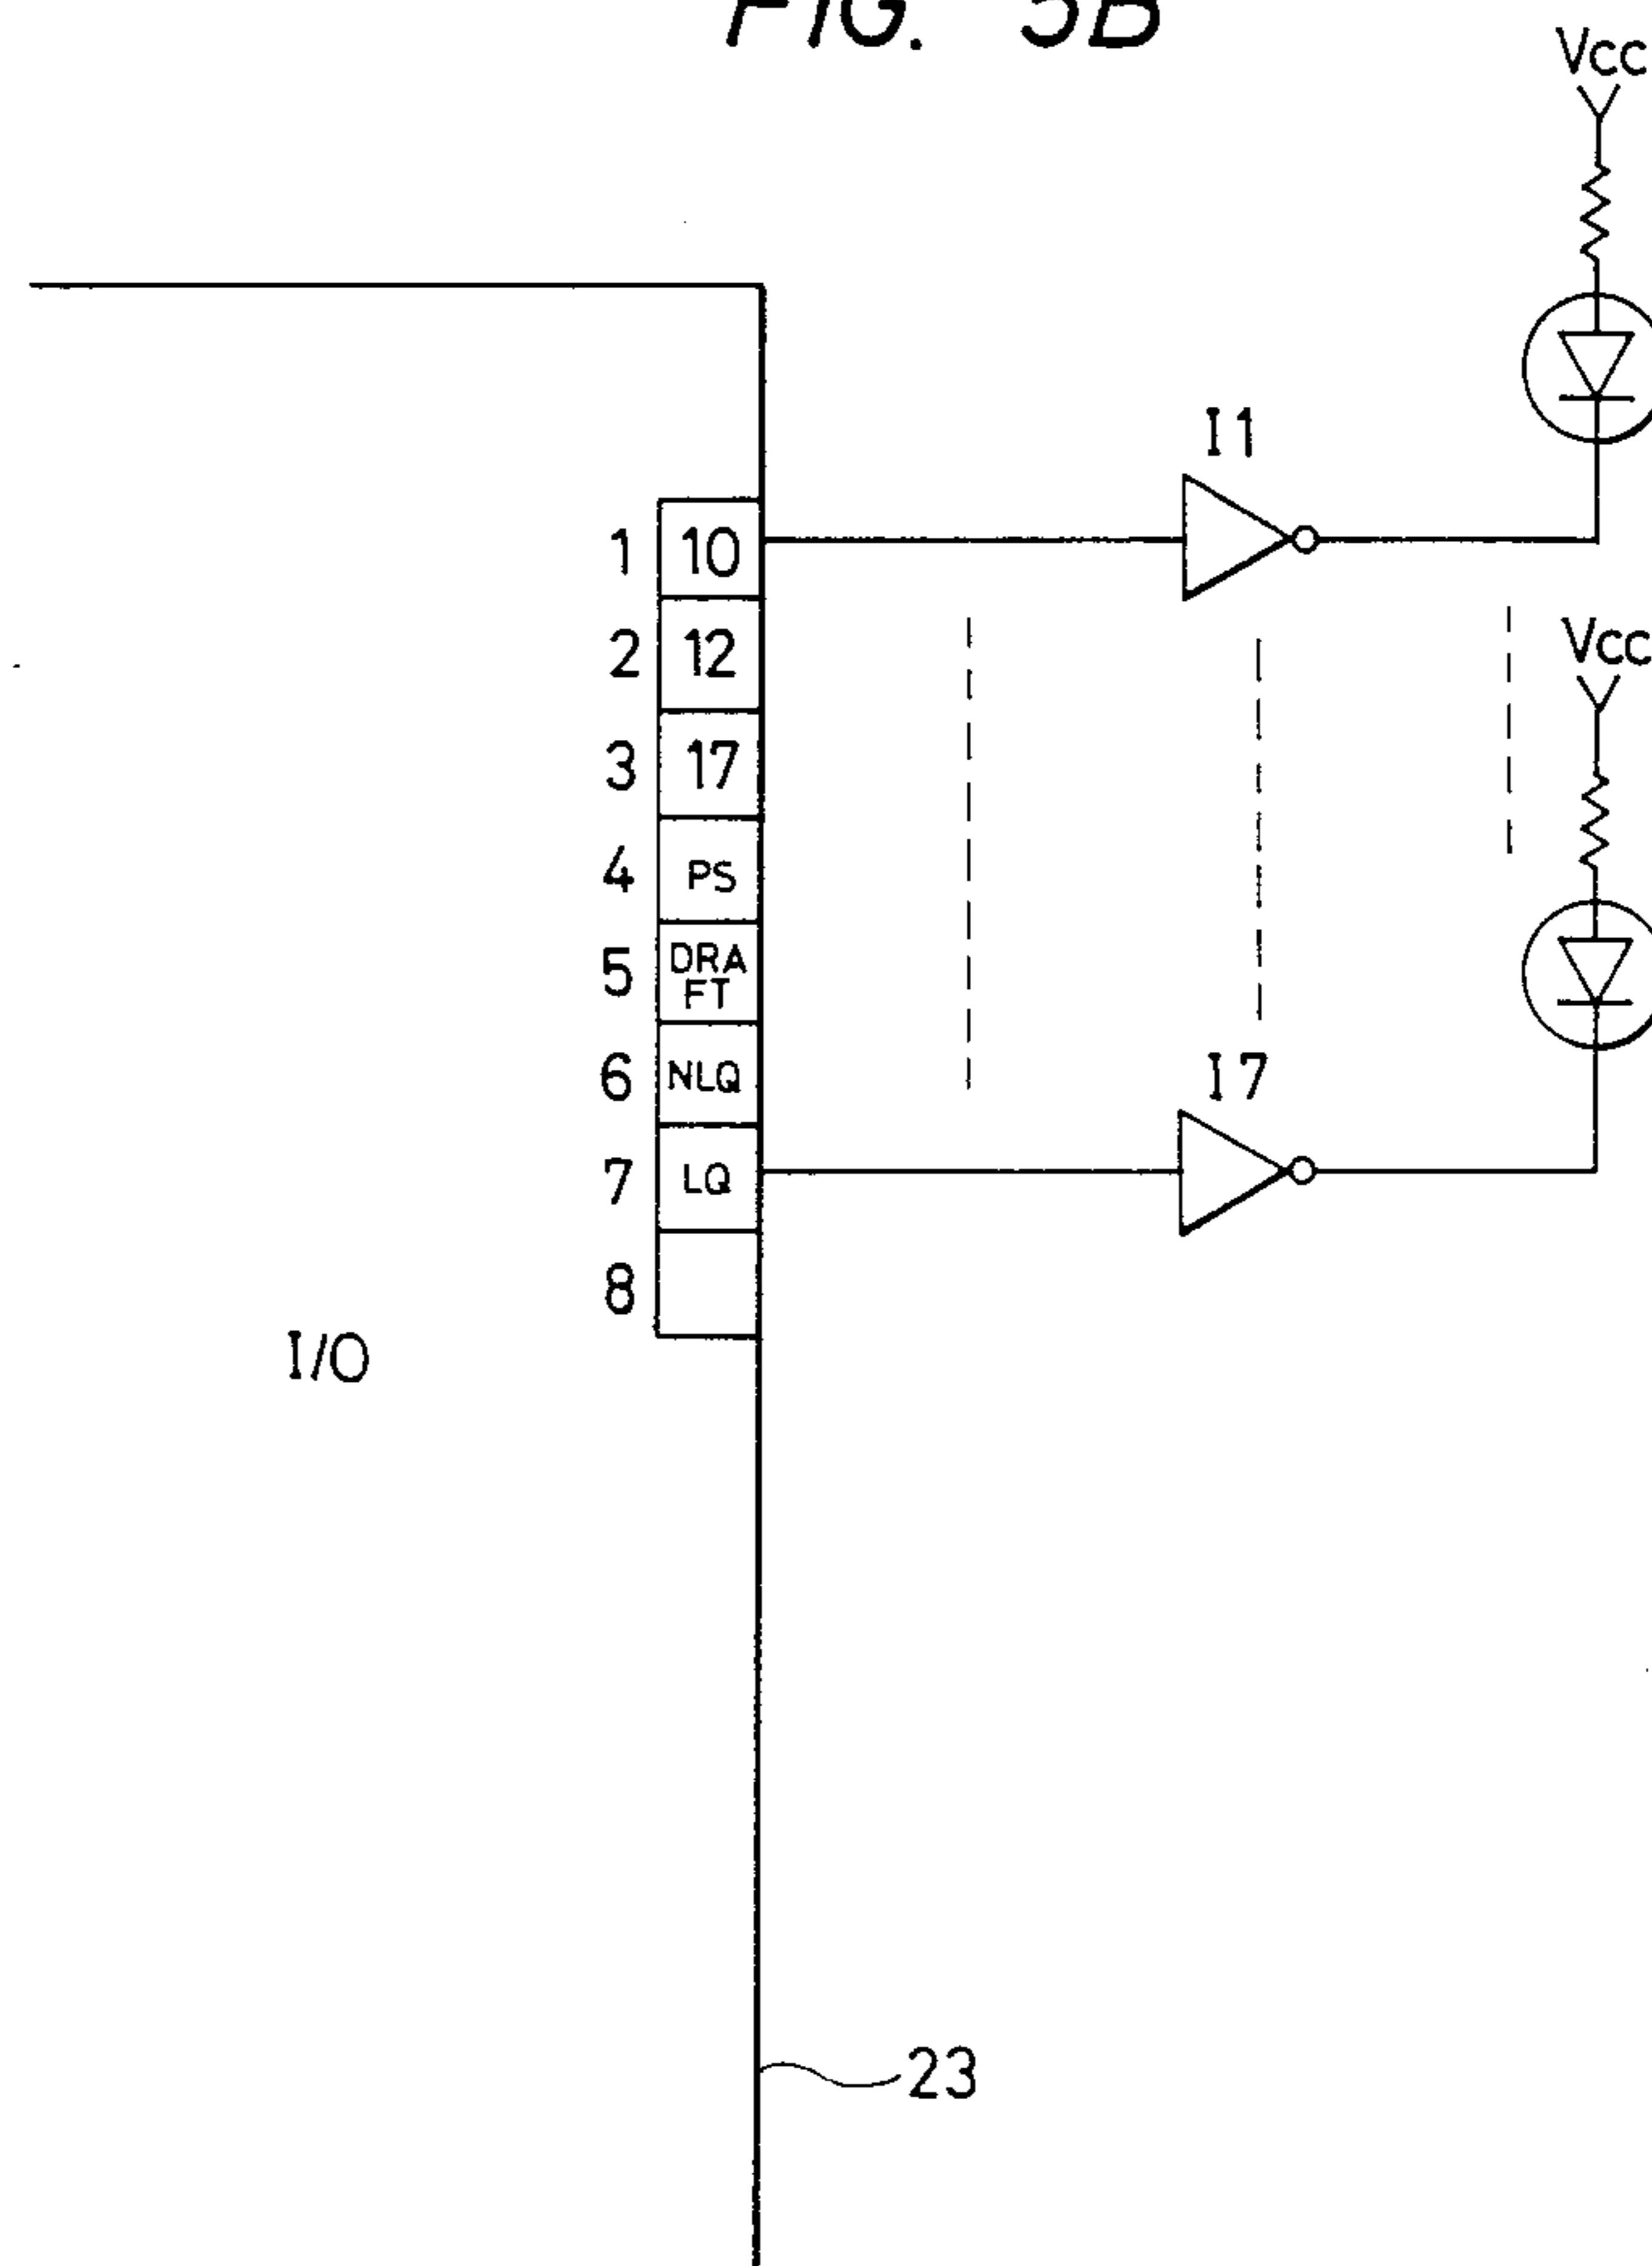 FIG. 5B
Vcc
I1
1 10
2 12
Vcc
3 17
4 PS
5 DRA
FT
6 NLQ
I7
7 LQ
8
I/O
23